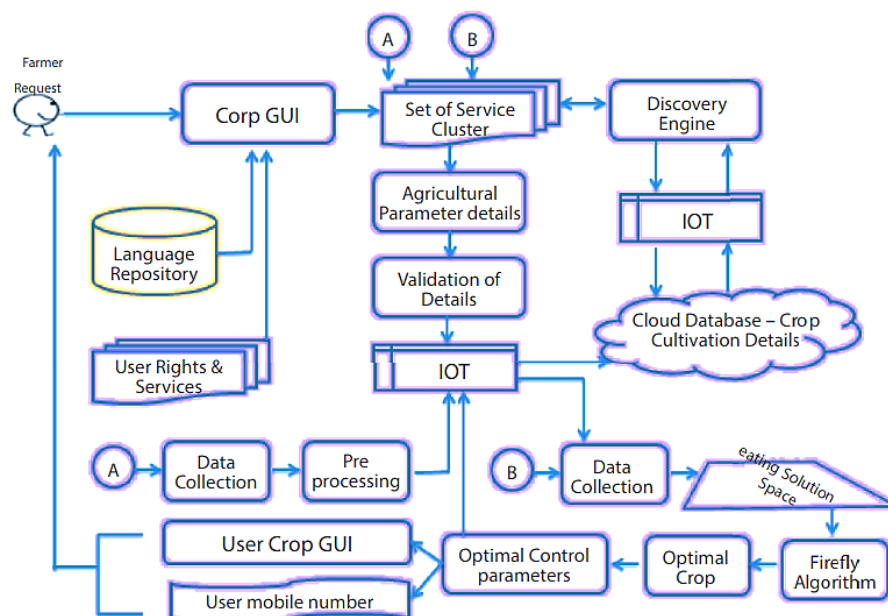 A
B
Farmer
Request
Corp GUI
Set of Service
Cluster
Discovery
Engine
Agricultural
Parameter details
IOT
Language
Repository
Validation of
Details
Cloud Database – Crop
Cultivation Details
User Rights &
Services
IOT
A
Data
Collection
Pre
processing
B
Data
Collection
eating Solution
Space
User Crop GUI
Optimal Control
parameters
Optimal
Crop
Firefly
Algorithm
User mobile number